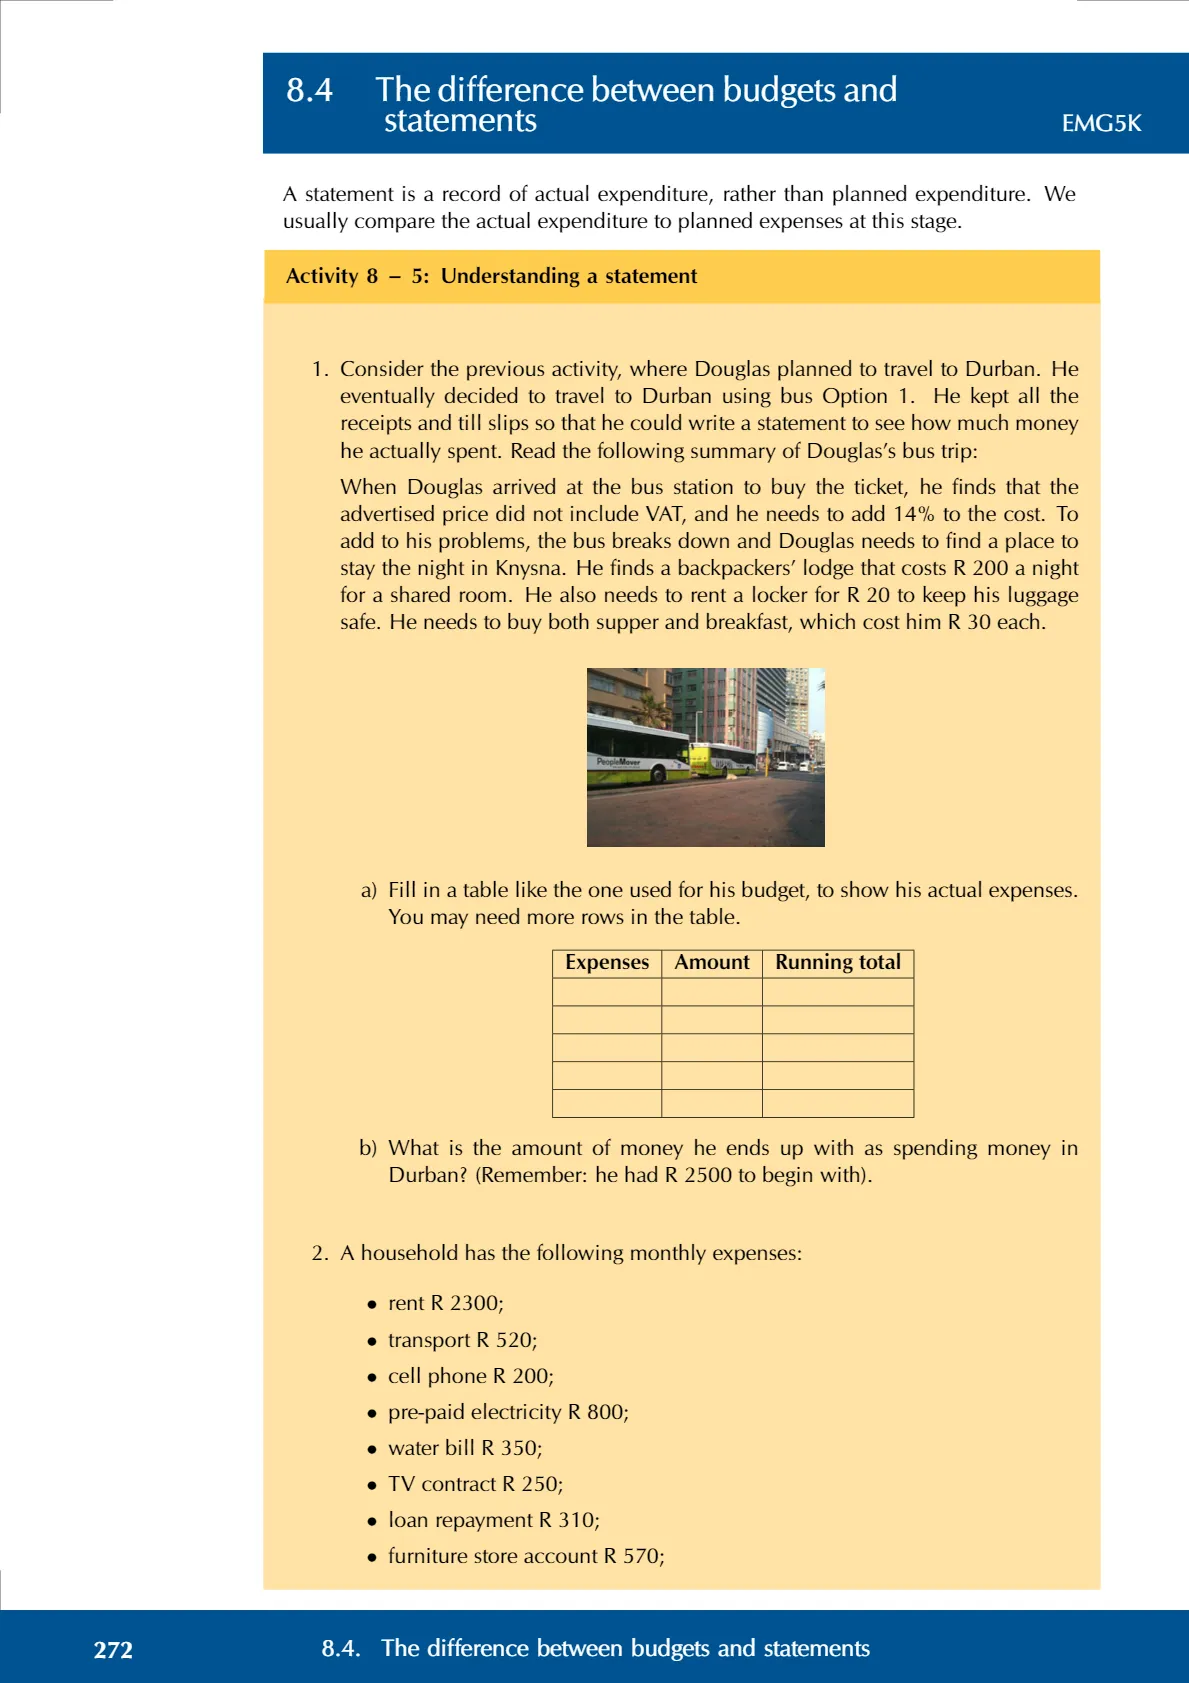 8.4 The difference between budgets and
statements EMG5K
A statement is a record of actual expenditure, rather than planned expenditure. We
usually compare the actual expenditure to planned expenses at this stage.
Activity 8 – 5: Understanding a statement
1. Consider the previous activity, where Douglas planned to travel to Durban. He
eventually decided to travel to Durban using bus Option 1. He kept all the
receipts and till slips so that he could write a statement to see how much money
he actually spent. Read the following summary of Douglas’s bus trip:
When Douglas arrived at the bus station to buy the ticket, he finds that the
advertised price did not include VAT, and he needs to add 14% to the cost. To
add to his problems, the bus breaks down and Douglas needs to find a place to
stay the night in Knysna. He finds a backpackers’ lodge that costs R 200 a night
for a shared room. He also needs to rent a locker for R 20 to keep his luggage
safe. He needs to buy both supper and breakfast, which cost him R 30 each.
PeopleMover
a) Fill in a table like the one used for his budget, to show his actual expenses.
You may need more rows in the table.
Expenses Amount Running total
b) What is the amount of money he ends up with as spending money in
Durban? (Remember: he had R 2500 to begin with).
2. A household has the following monthly expenses:
• rent R 2300;
• transport R 520;
• cell phone R 200;
• pre-paid electricity R 800;
• water bill R 350;
• TV contract R 250;
• loan repayment R 310;
• furniture store account R 570;
272 8.4. The difference between budgets and statements